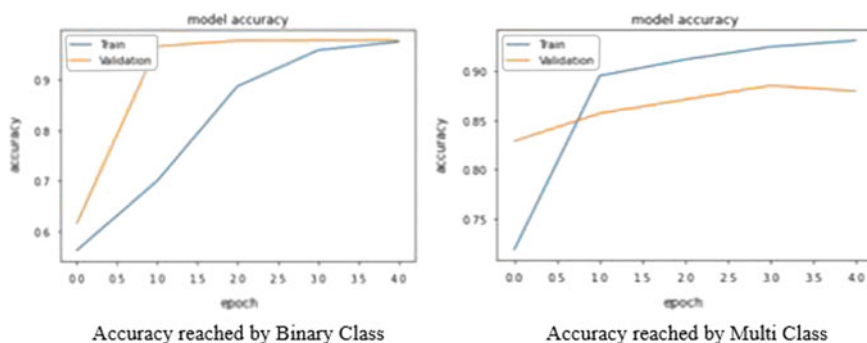 model accuracy
Train
Validation
0.9
0.8
0.7
0.6
accuracy
0.0 0.5 1.0 1.5 2.0 2.5 3.0 3.5 4.0
epoch
Accuracy reached by Binary Class
model accuracy
Train
Validation
0.90
0.85
0.80
0.75
accuracy
0.0 0.5 1.0 1.5 2.0 2.5 3.0 3.5 4.0
epoch
Accuracy reached by Multi Class